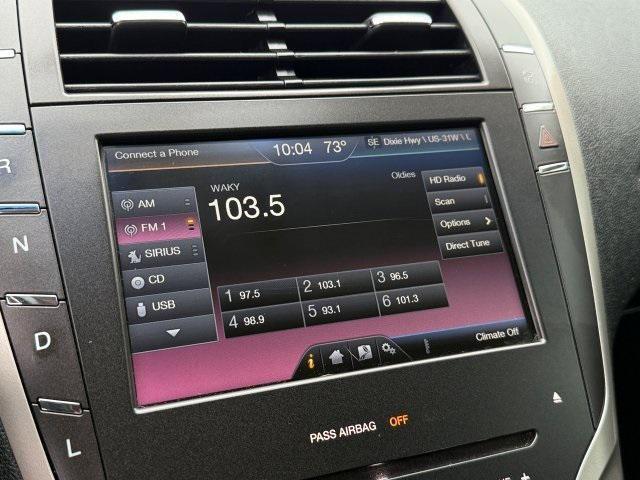 Connect a Phone
10:04 73°
SE Dixie Hwy \ US-31W \ L
AM
FM 1
SIRIUS
CD
USB
WAKY
103.5
Oldies
HD Radio
Scan
Options
Direct Tune
1 97.5 2 103.1 3 96.5
4 98.9 5 93.1 6 101.3
Climate Off
R
N
D
L
PASS AIRBAG OFF